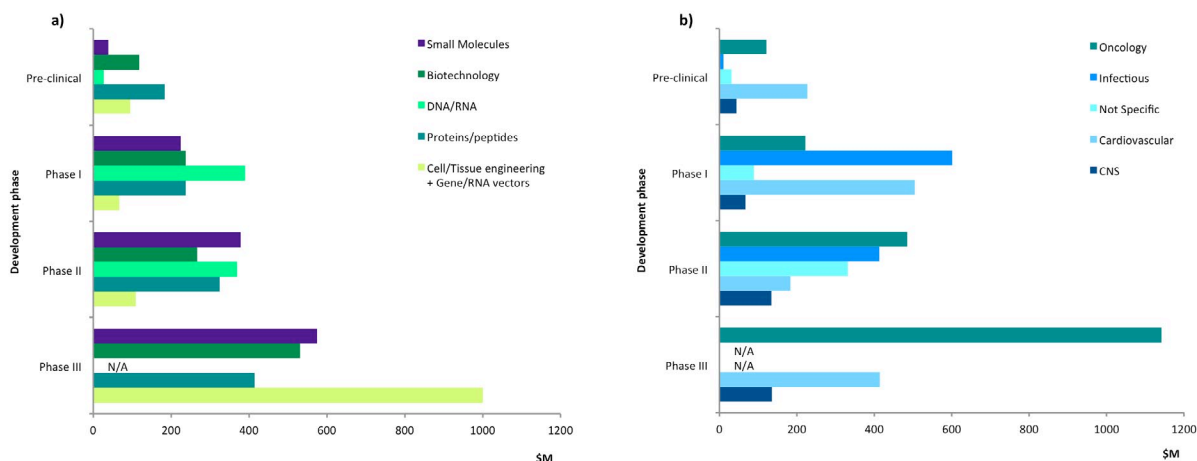 a)
Small Molecules
Biotechnology
DNA/RNA
Proteins/peptides
Cell/Tissue engineering
+ Gene/RNA vectors
Development phase
Pre-clinical
Phase I
Phase II
Phase III
N/A
0 200 400 600 800 1000 1200
$M
b)
Oncology
Infectious
Not Specific
Cardiovascular
CNS
Development phase
Pre-clinical
Phase I
Phase II
Phase III
N/A
N/A
0 200 400 600 800 1000 1200
$M